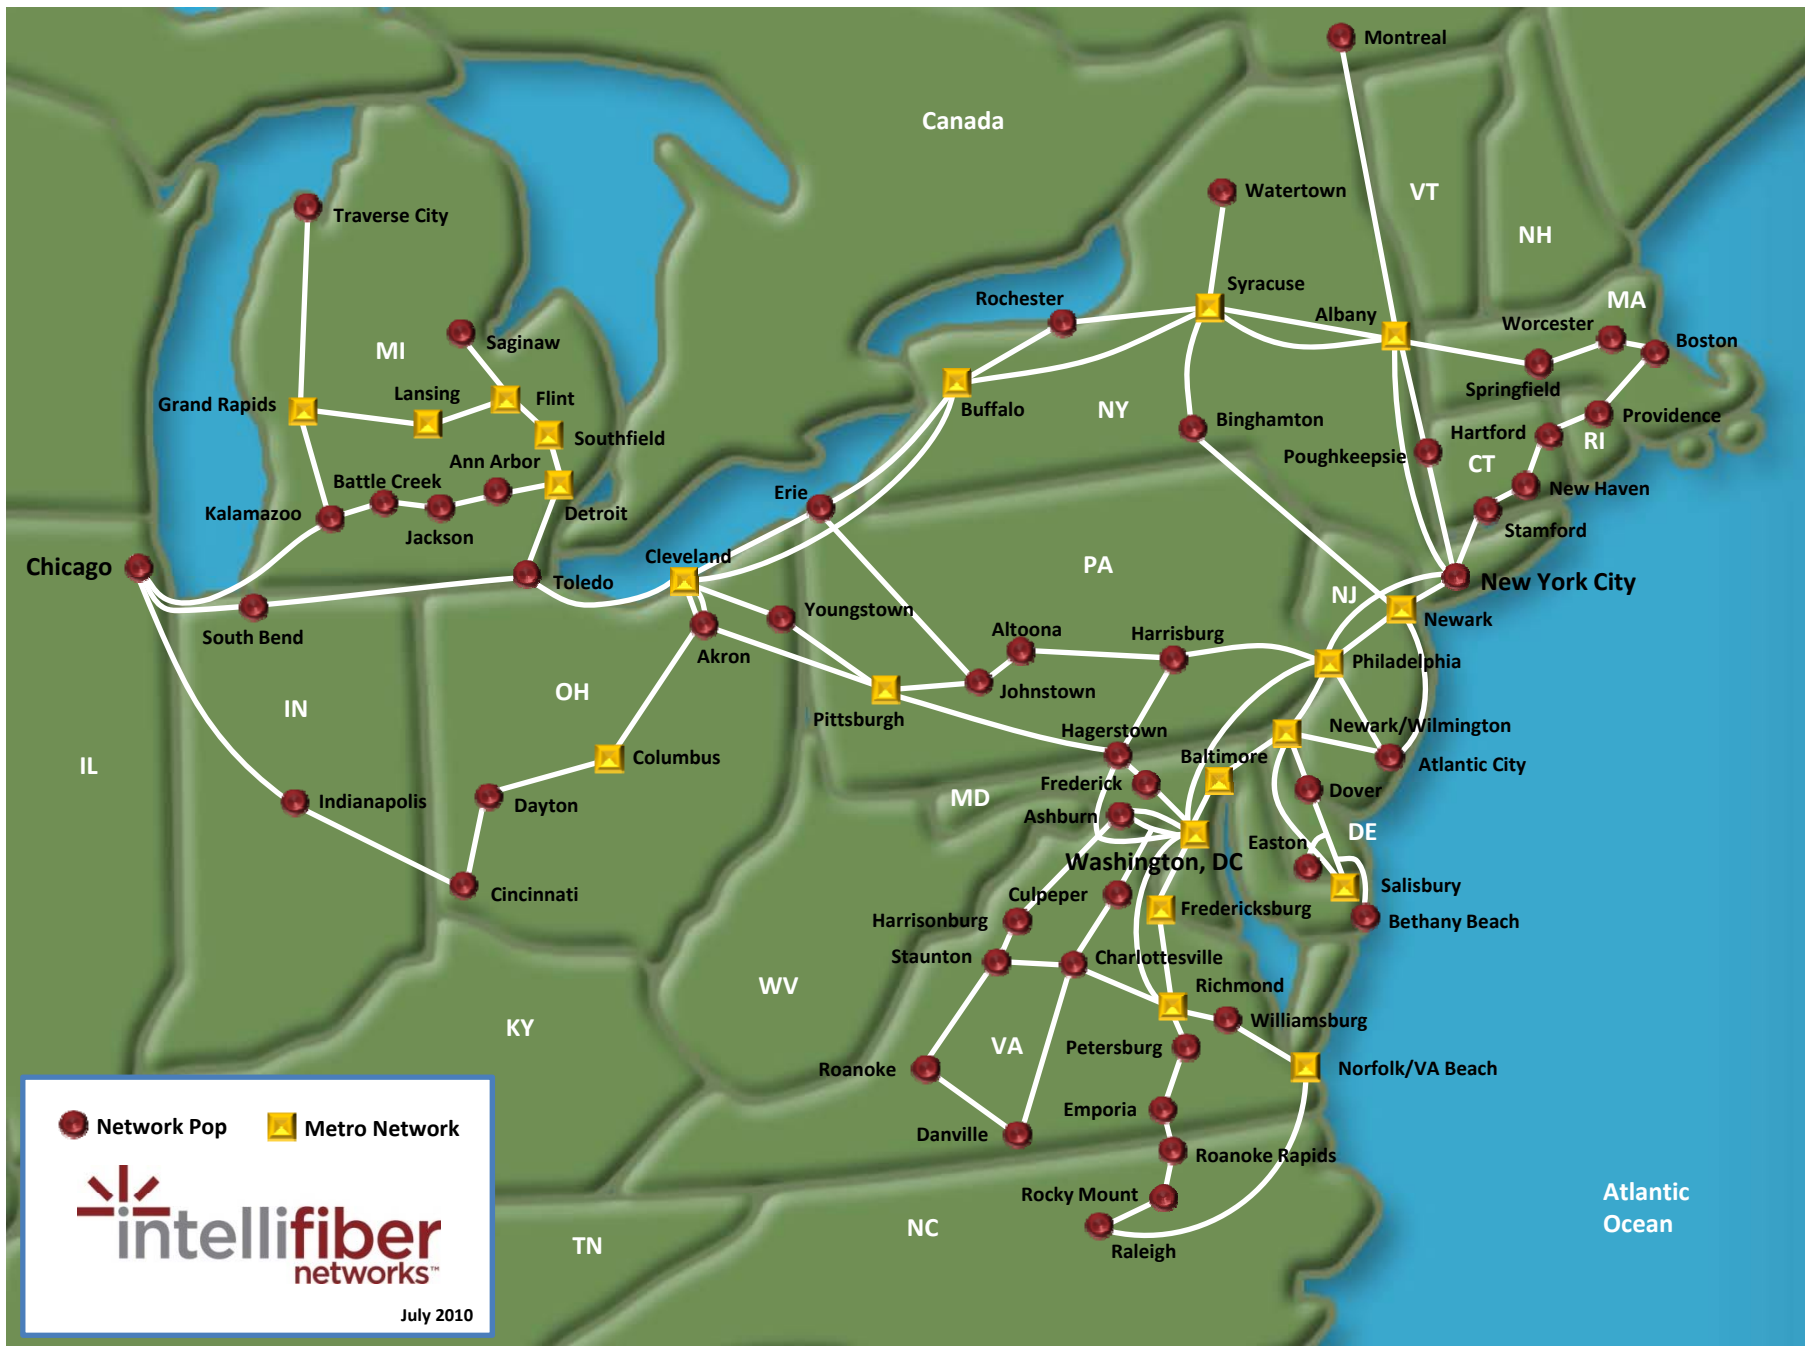 Montreal
Canada
Watertown
VT
NH
Traverse City
Syracuse
MA
Rochester
Albany
Worcester
Boston
Saginaw
MI
Lansing
Flint
Grand Rapids
Springfield
Buffalo
NY
Binghamton
Providence
Hartford
RI
Southfield
Poughkeepsie
CT
Ann Arbor
Battle Creek
Erie
New Haven
Kalamazoo
Detroit
Jackson
Stamford
Cleveland
PA
Chicago
Toledo
New York City
NJ
Youngstown
Newark
South Bend
Altoona
Harrisburg
Akron
Philadelphia
OH
Johnstown
IN
Pittsburgh
Hagerstown
Newark/Wilmington
Columbus
Baltimore
Atlantic City
IL
Frederick
Dover
MD
Indianapolis
Dayton
Ashburn
DE
Easton
Washington, DC
Salisbury
Cincinnati
Culpeper
Fredericksburg
Harrisonburg
Bethany Beach
Staunton
Charlottesville
WV
Richmond
Williamsburg
KY
VA
Petersburg
Roanoke
Norfolk/VA Beach
Emporia
Danville
Roanoke Rapids
Rocky Mount
NC
TN
Raleigh
Atlantic
Ocean
Network Pop
Metro Network
intellifiber
networks™
July 2010